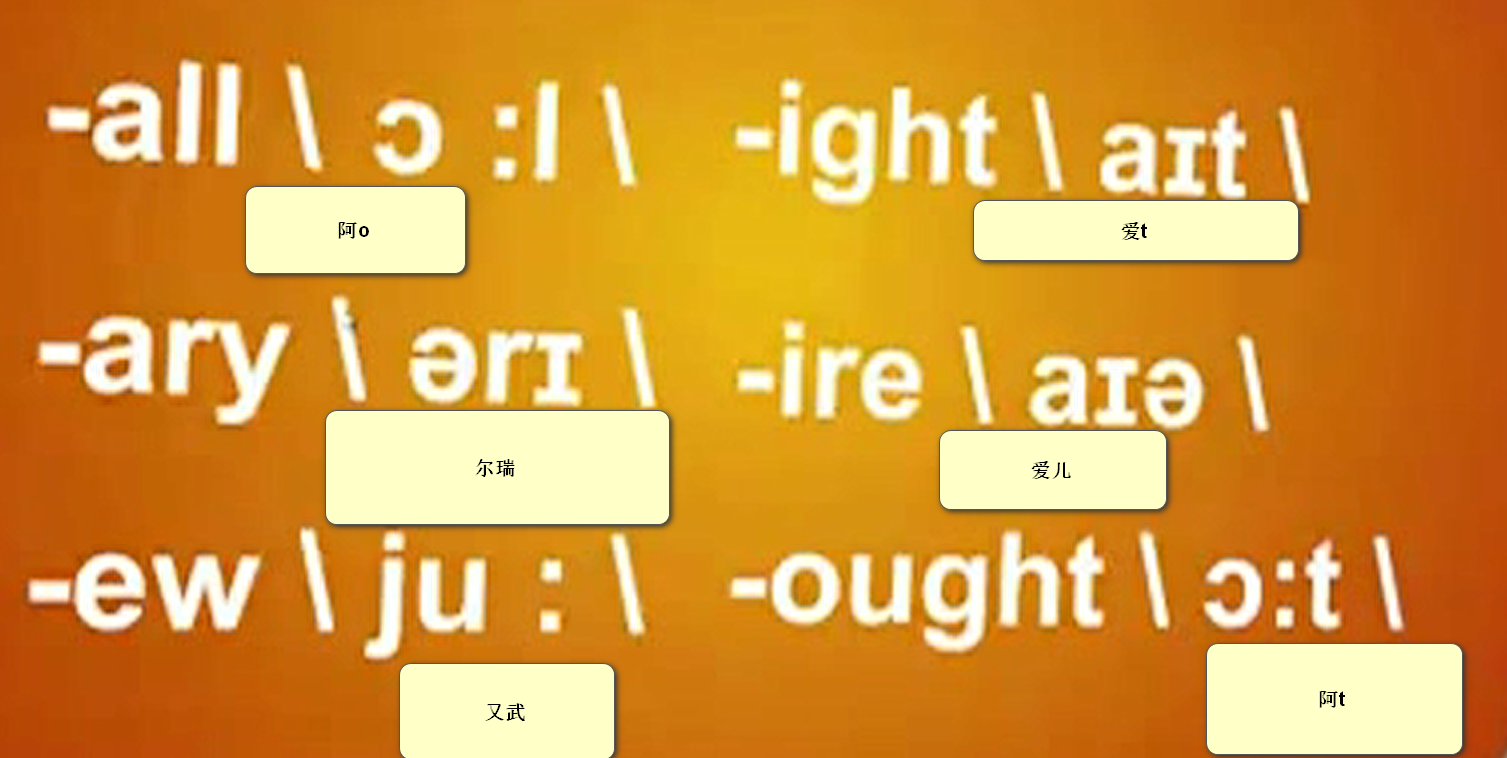 -all \ ɔ :l \ -ight \ aɪt \
阿o 爱t
-ary \ ərɪ \ -ire \ aɪə \
尔瑞 爱儿
-ew \ ju : \ -ought \ ɔ:t \
又武 阿t